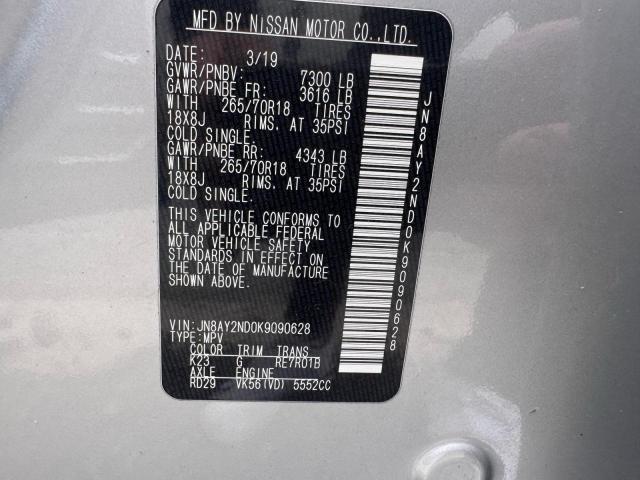 MFD BY NISSAN MOTOR CO.,LTD.
DATE: 3/19
GVWR/PNBV: 7300 LB
GAWR/PNBE FR: 3616 LB
WITH 265/70R18 TIRES
18X8J RIMS. AT 35PSI
COLD SINGLE.
GAWR/PNBE RR: 4343 LB
WITH 265/70R18 TIRES
18X8J RIMS. AT 35PSI
COLD SINGLE.
THIS VEHICLE CONFORMS TO
ALL APPLICABLE FEDERAL
MOTOR VEHICLE SAFETY
STANDARDS IN EFFECT ON
THE DATE OF MANUFACTURE
SHOWN ABOVE.
VIN:JN8AY2ND0K9090628
TYPE:MPV
COLOR TRIM TRANS
K23 G RE7R01B
AXLE ENGINE
RD29 VK56(VD) 5552CC
JN8AY2ND0K9090628